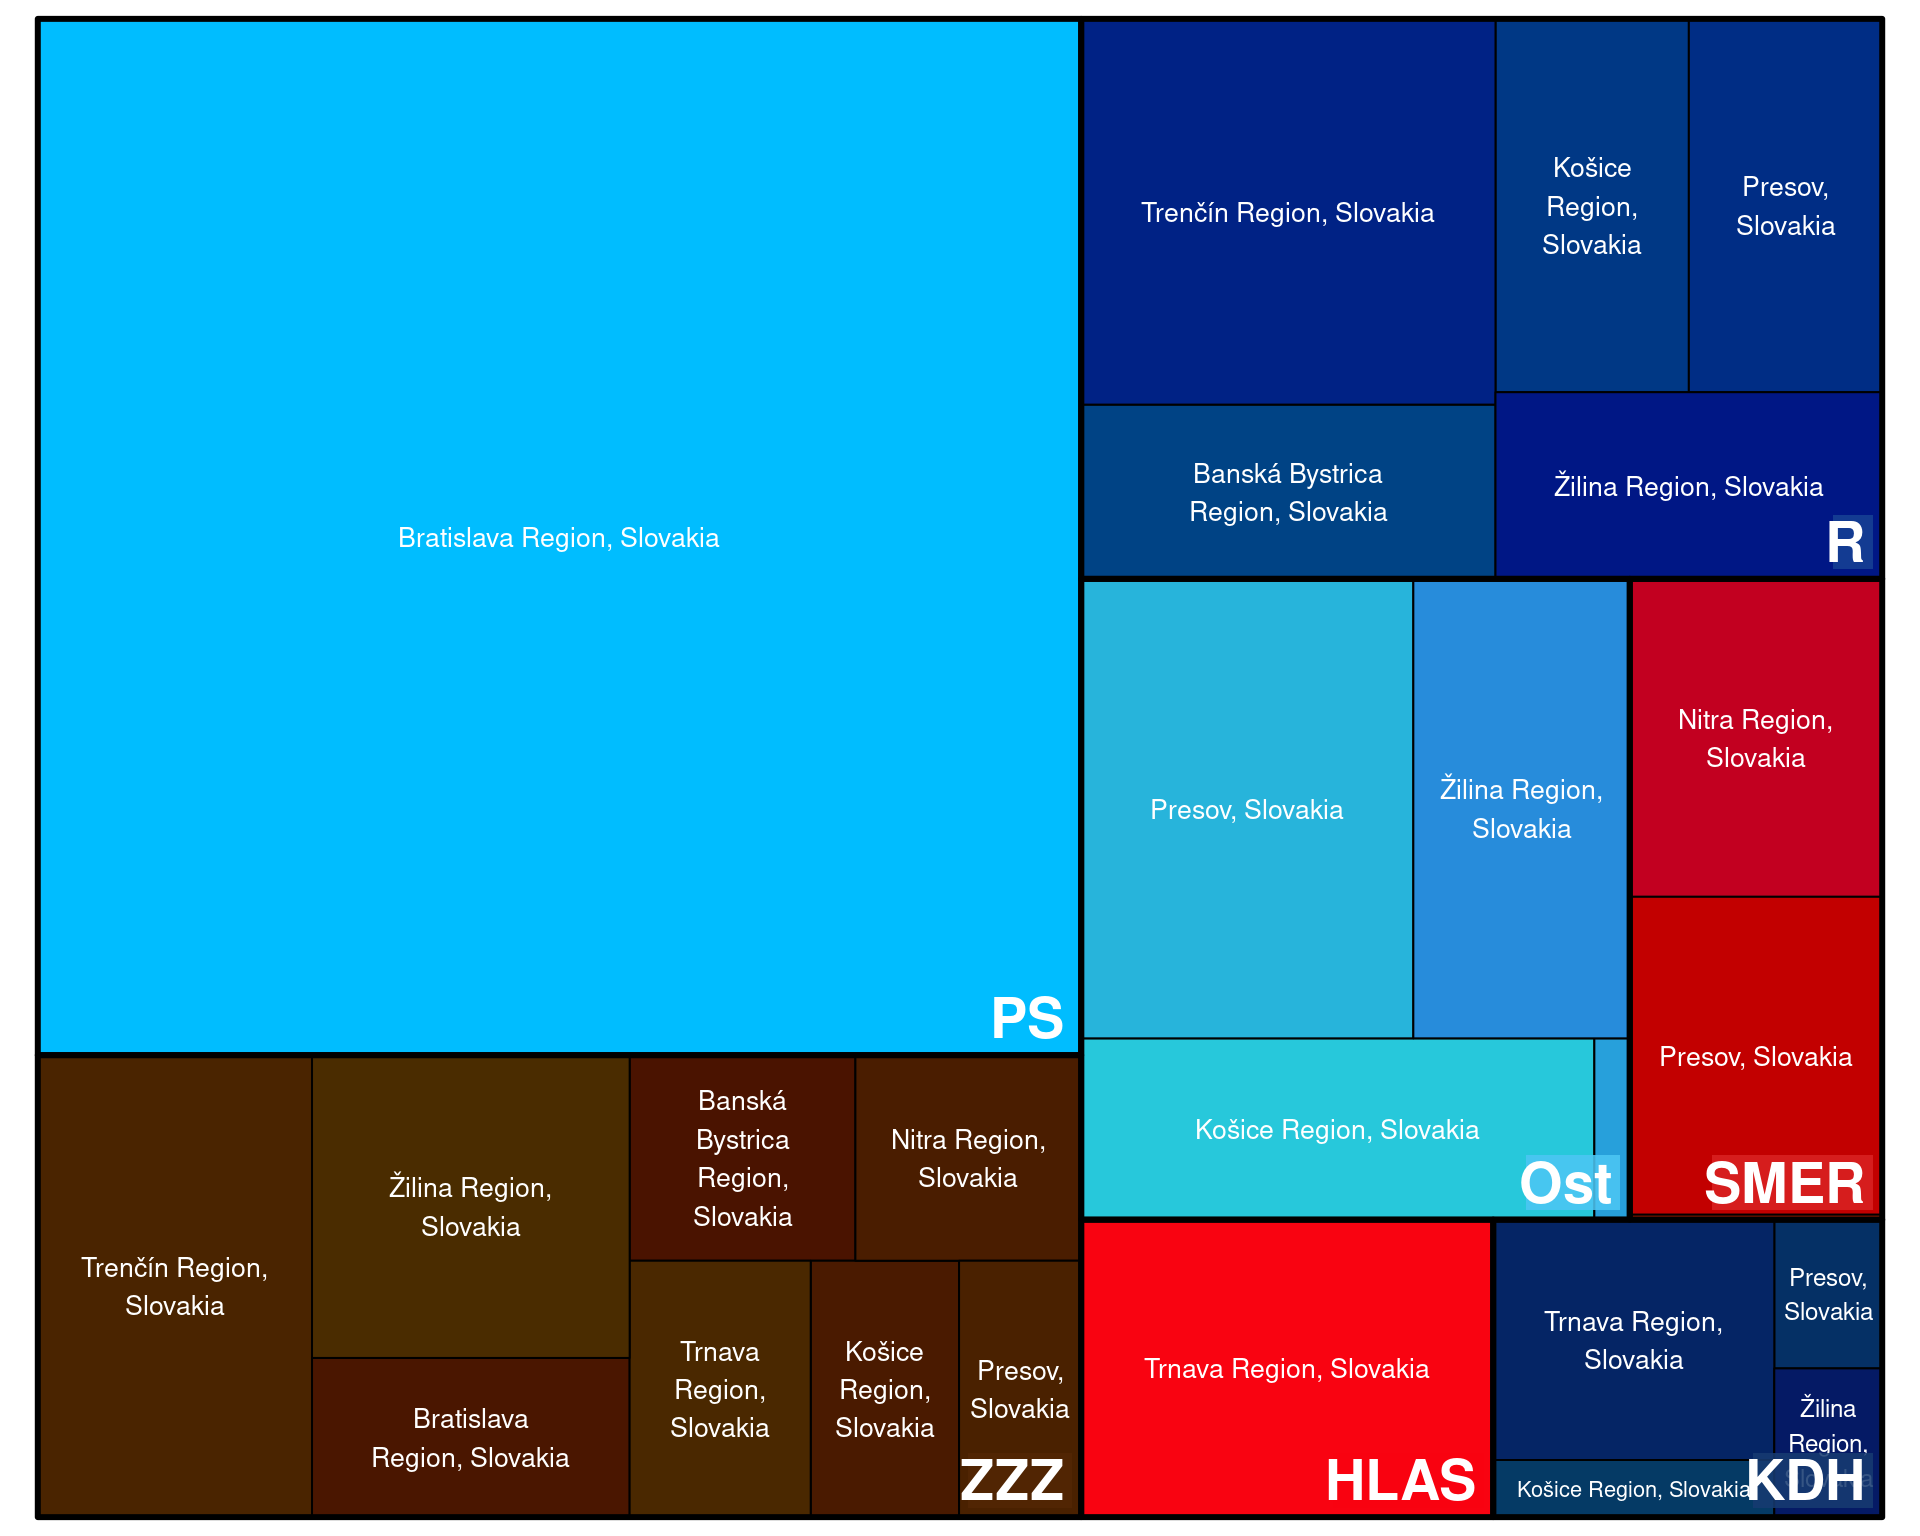 Bratislava Region, Slovakia
PS
Trenčín Region, Slovakia
Košice
Region,
Slovakia
Presov,
Slovakia
Banská Bystrica
Region, Slovakia
Žilina Region, Slovakia
R
Presov, Slovakia
Žilina Region,
Slovakia
Košice Region, Slovakia
Ost
Nitra Region,
Slovakia
Presov, Slovakia
SMER
Trenčín Region,
Slovakia
Žilina Region,
Slovakia
Bratislava
Region, Slovakia
Banská
Bystrica
Region,
Slovakia
Nitra Region,
Slovakia
Trnava
Region,
Slovakia
Košice
Region,
Slovakia
Presov,
Slovakia
ZZZ
Trnava Region, Slovakia
HLAS
Trnava Region,
Slovakia
Presov,
Slovakia
Žilina
Region,
Slovakia
Košice Region, Slovakia
KDH